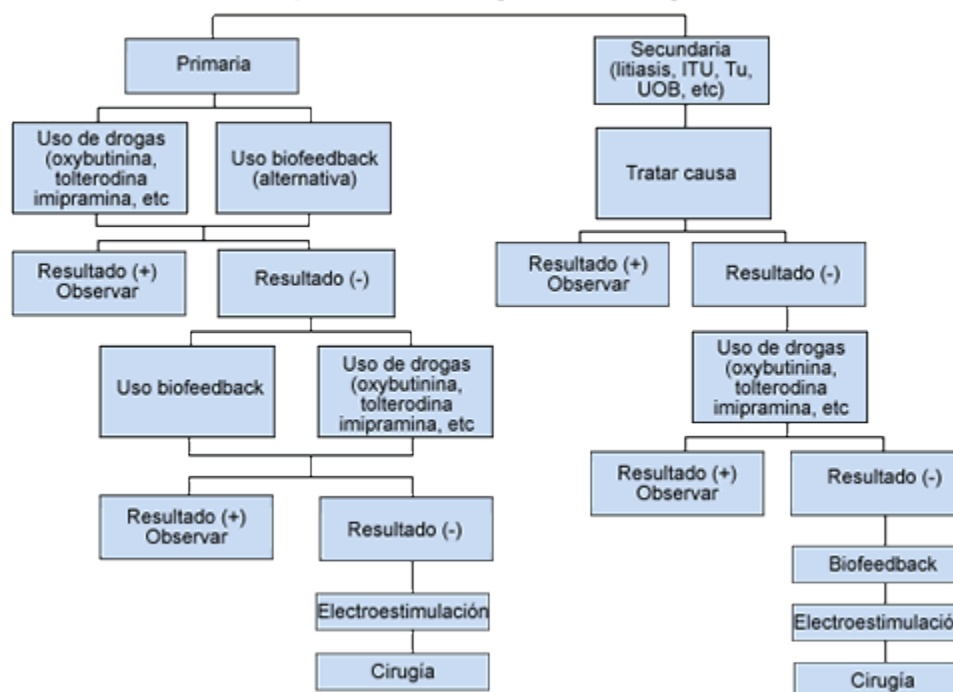 Primaria
Secundaria
(litiasis, ITU, Tu,
UOB, etc)
Uso de drogas
(oxybutinina,
tolterodina
imipramina, etc
Uso biofeedback
(alternativa)
Tratar causa
Resultado (+)
Observar
Resultado (-)
Resultado (+)
Observar
Resultado (-)
Uso biofeedback
Uso de drogas
(oxybutinina,
tolterodina
imipramina, etc
Uso de drogas
(oxybutinina,
tolterodina
imipramina, etc
Resultado (+)
Observar
Resultado (-)
Resultado (+)
Observar
Resultado (-)
Biofeedback
Electroestimulación
Electroestimulació
Cirugía
Cirugía